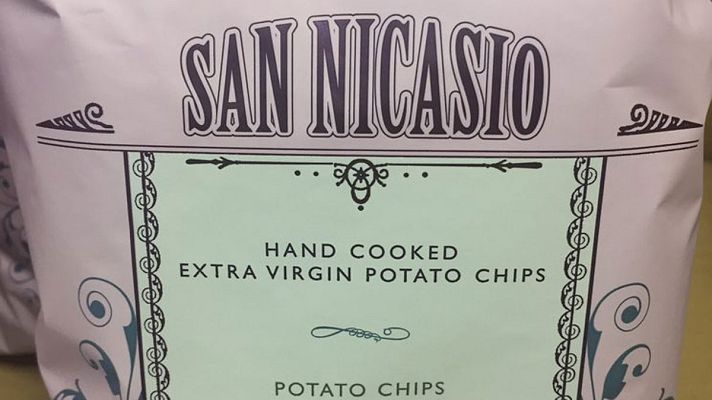 SAN NICASIO
HAND COOKED
EXTRA VIRGIN POTATO CHIPS
POTATO CHIPS